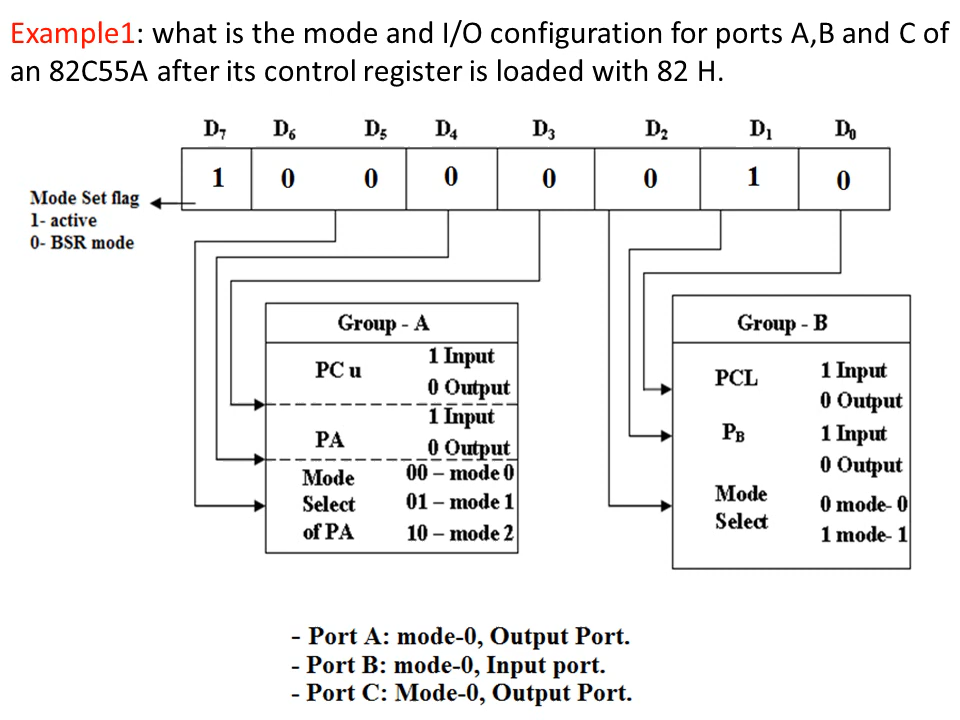 Example1: what is the mode and I/O configuration for ports A,B and C of
an 82C55A after its control register is loaded with 82 H.
D₇ D₆ D₅ D₄ D₃ D₂ D₁ D₀
1 0 0 0 0 0 1 0
Mode Set flag
1- active
0- BSR mode
Group - A
PC u 1 Input
0 Output
PA 1 Input
0 Output
Mode 00 – mode 0
Select 01 – mode 1
of PA 10 – mode 2
Group - B
PCL 1 Input
0 Output
P_B 1 Input
0 Output
Mode 0 mode- 0
Select 1 mode- 1
- Port A: mode-0, Output Port.
- Port B: mode-0, Input port.
- Port C: Mode-0, Output Port.